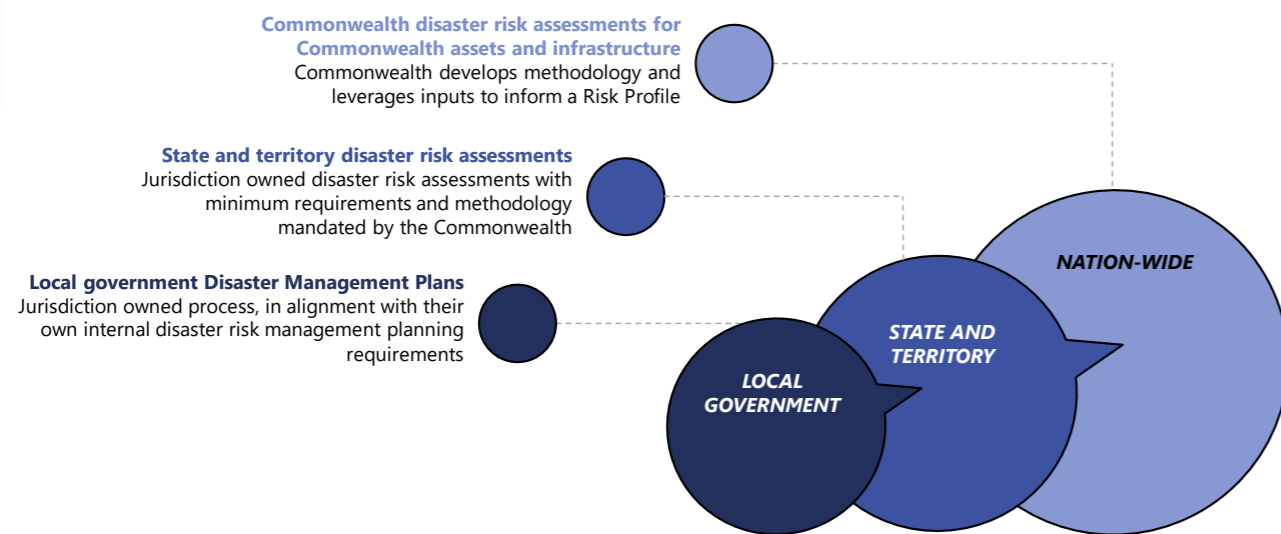 Commonwealth disaster risk assessments for
Commonwealth assets and infrastructure
Commonwealth develops methodology and
leverages inputs to inform a Risk Profile
State and territory disaster risk assessments
Jurisdiction owned disaster risk assessments with
minimum requirements and methodology
mandated by the Commonwealth
Local government Disaster Management Plans
Jurisdiction owned process, in alignment with their
own internal disaster risk management planning
requirements
NATION-WIDE
STATE AND
TERRITORY
LOCAL
GOVERNMENT